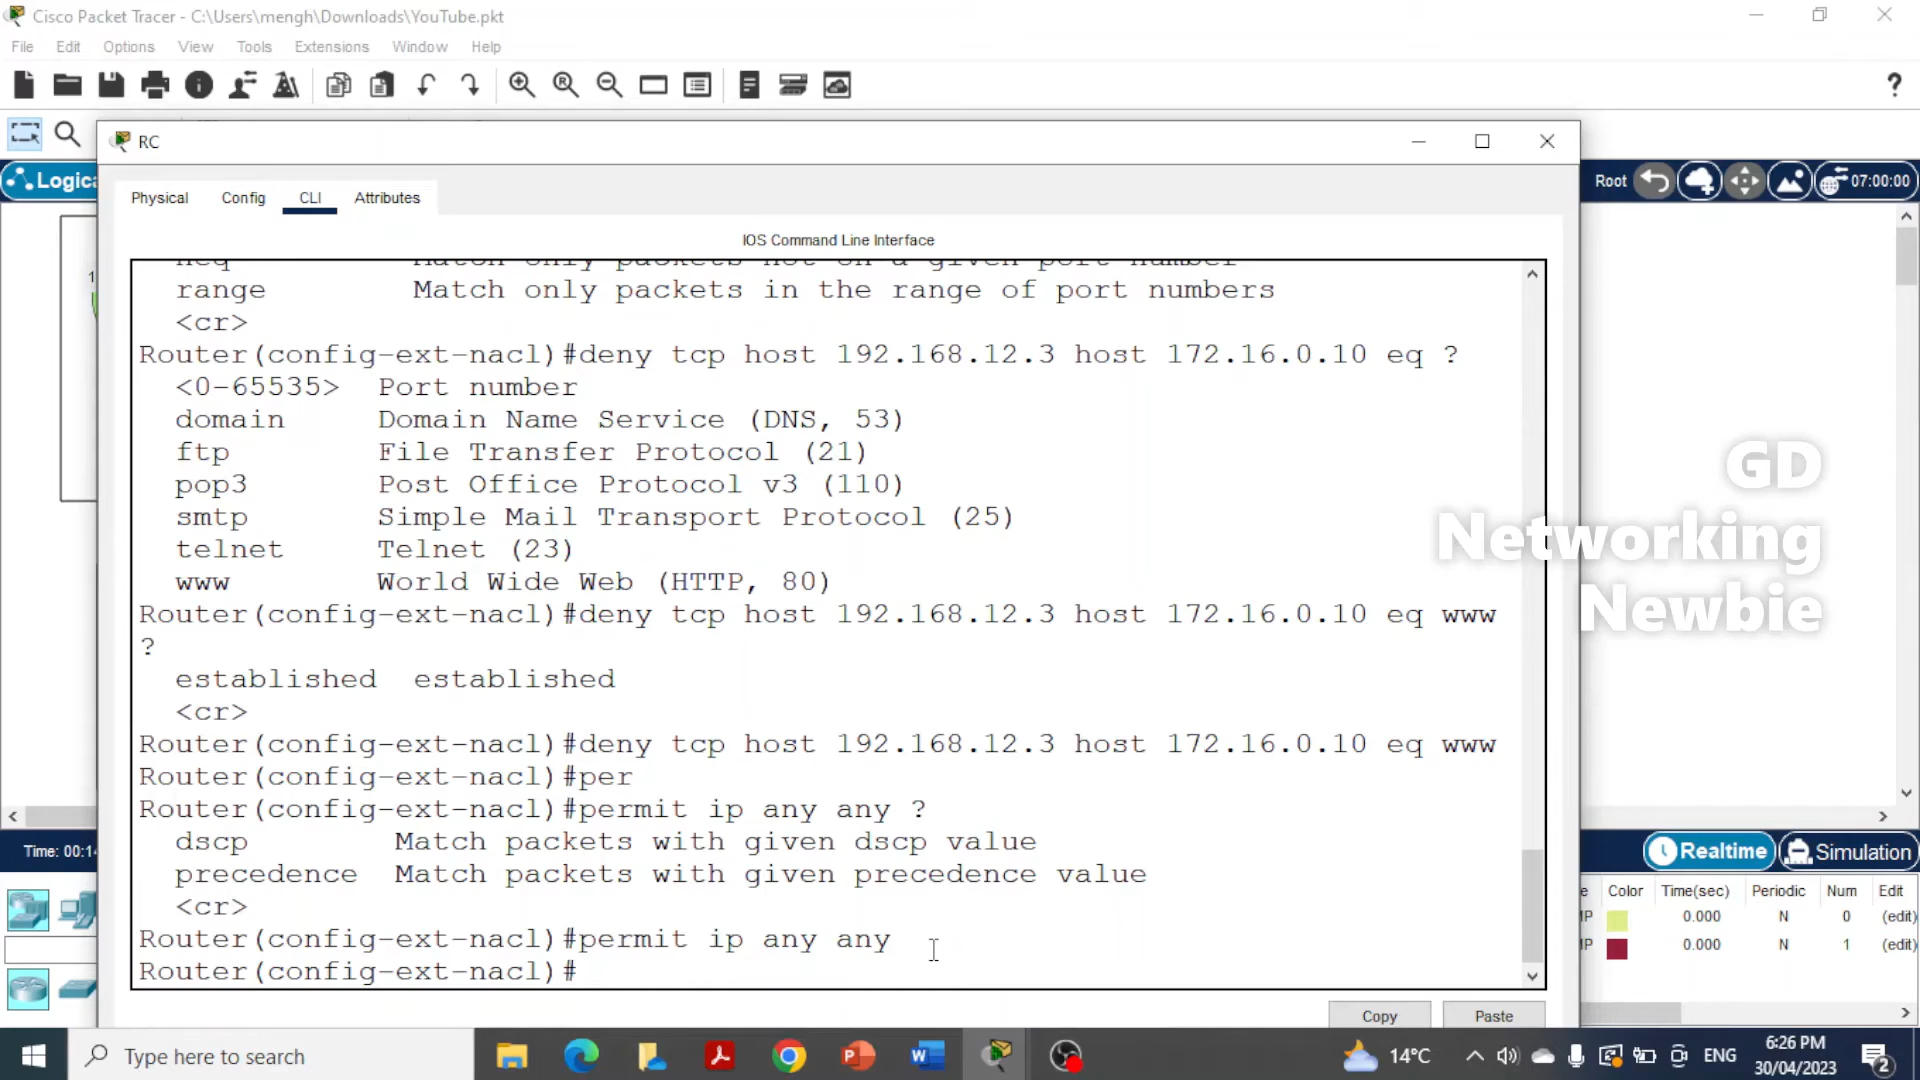 Cisco Packet Tracer - C:\Users\mengh\Downloads\YouTube.pkt
File Edit Options View Tools Extensions Window Help
RC
Root 07:00:00
Physical Config CLI Attributes
IOS Command Line Interface
neq Match only packets not on a given port number
range Match only packets in the range of port numbers
<cr>
Router(config-ext-nacl)#deny tcp host 192.168.12.3 host 172.16.0.10 eq ?
<0-65535> Port number
domain Domain Name Service (DNS, 53)
ftp File Transfer Protocol (21)
pop3 Post Office Protocol v3 (110)
smtp Simple Mail Transport Protocol (25)
telnet Telnet (23)
www World Wide Web (HTTP, 80)
Router(config-ext-nacl)#deny tcp host 192.168.12.3 host 172.16.0.10 eq www
?
established established
<cr>
Router(config-ext-nacl)#deny tcp host 192.168.12.3 host 172.16.0.10 eq www
Router(config-ext-nacl)#per
Router(config-ext-nacl)#permit ip any any ?
dscp Match packets with given dscp value
precedence Match packets with given precedence value
<cr>
Router(config-ext-nacl)#permit ip any any
Router(config-ext-nacl)#
Copy Paste
GD
Networking
Newbie
Realtime Simulation
Color Time(sec) Periodic Num Edit
0.000 N 0 (edit)
0.000 N 1 (edit)
Type here to search
14°C
ENG
6:26 PM
30/04/2023
2